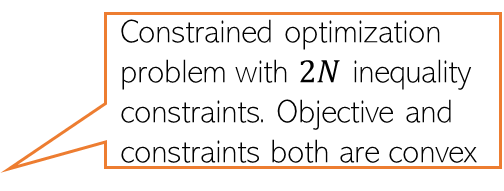 Constrained optimization
problem with 2N inequality
constraints. Objective and
constraints both are convex